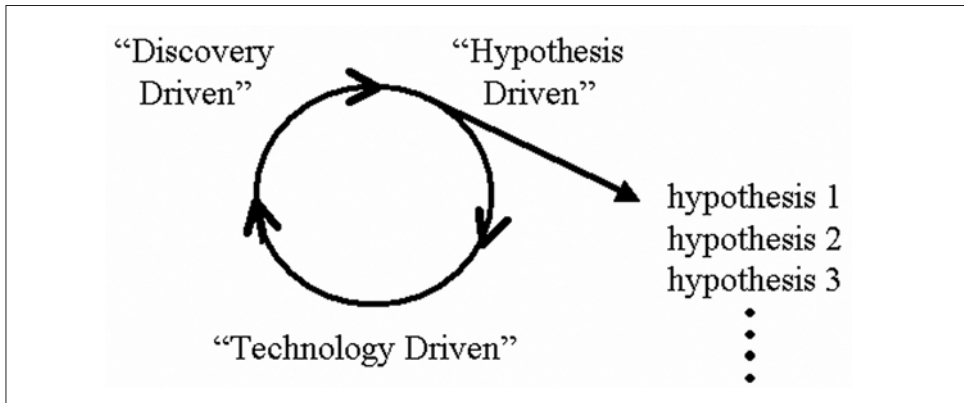 “Discovery
Driven”
“Hypothesis
Driven”
hypothesis 1
hypothesis 2
hypothesis 3
“Technology Driven”